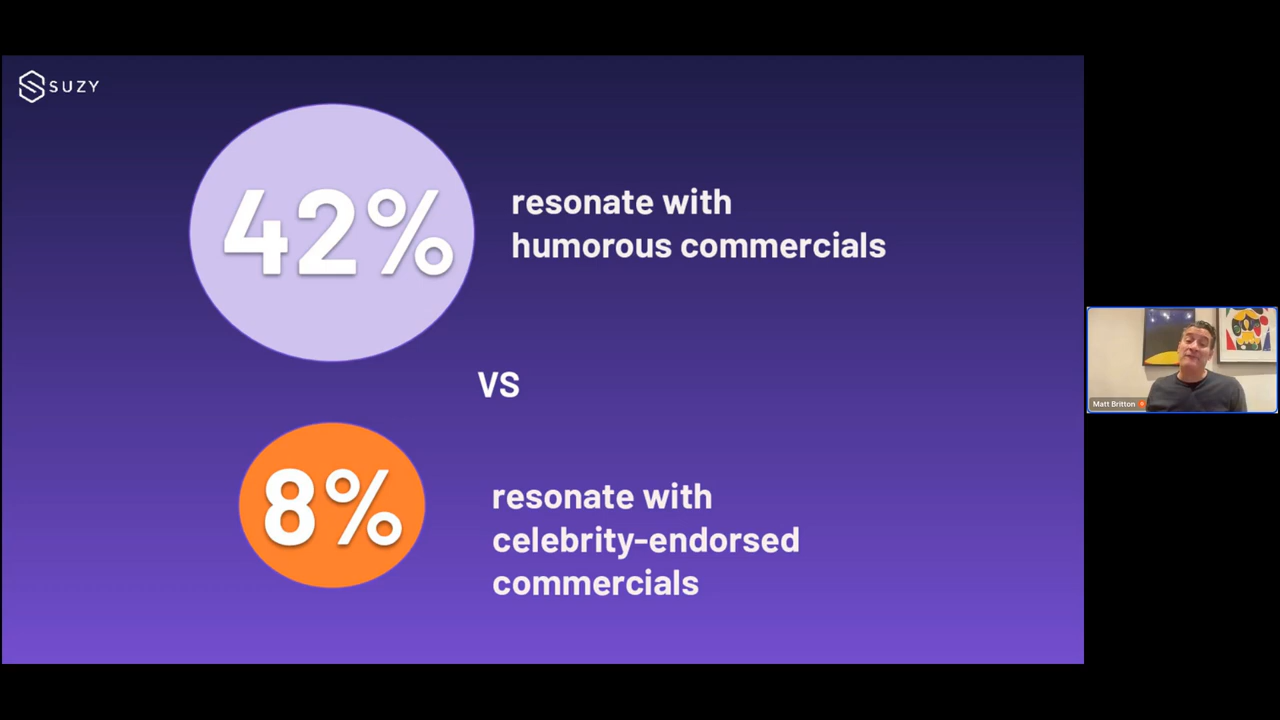 SUZY
42%
resonate with
humorous commercials
VS
8%
resonate with
celebrity-endorsed
commercials
Matt Britton